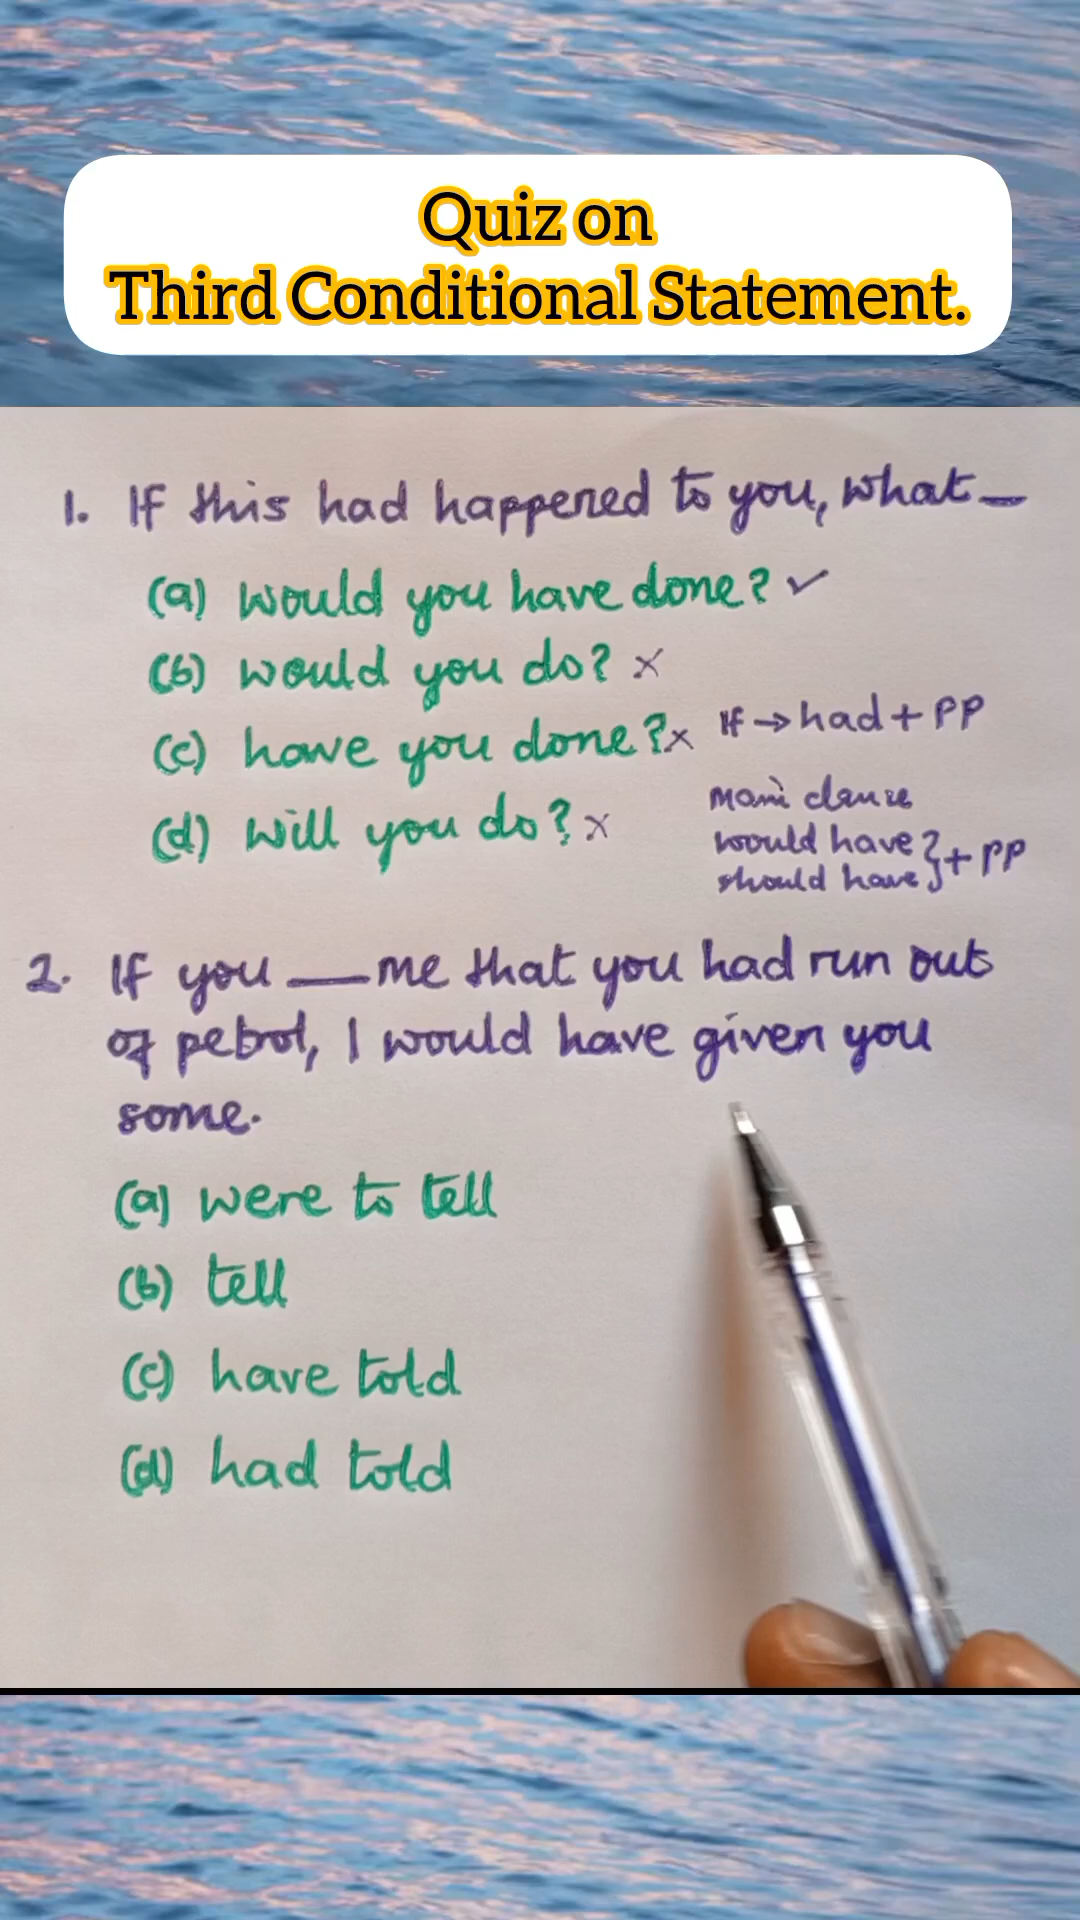 Quiz on
Third Conditional Statement.
1. If this had happened to you, what_
(a) would you have done? ✓
(b) would you do? ×
(c) have you done? × If → had + PP
(d) will you do? × Main clause
would have } + PP
should have
2. If you __ me that you had run out
of petrol, I would have given you
some.
(a) were to tell
(b) tell
(c) have told
(d) had told